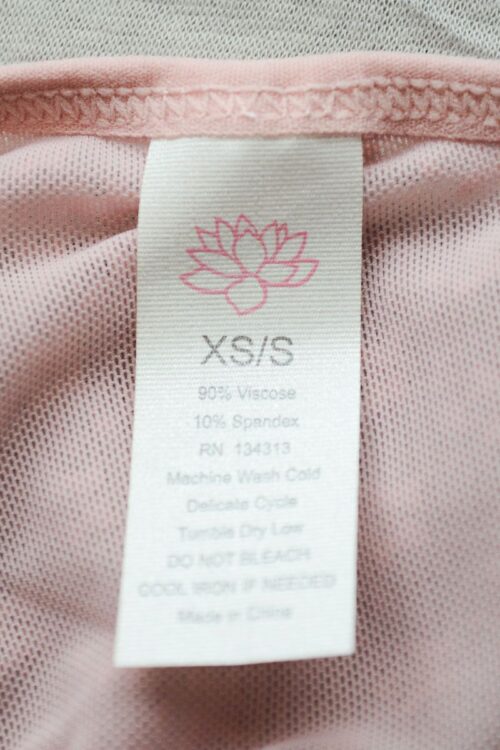 XS/S
90% Viscose
10% Spandex
RN 134313
Machine Wash Cold
Delicate Cycle
Tumble Dry Low
DO NOT BLEACH
COOL IRON IF NEEDED
Made in China